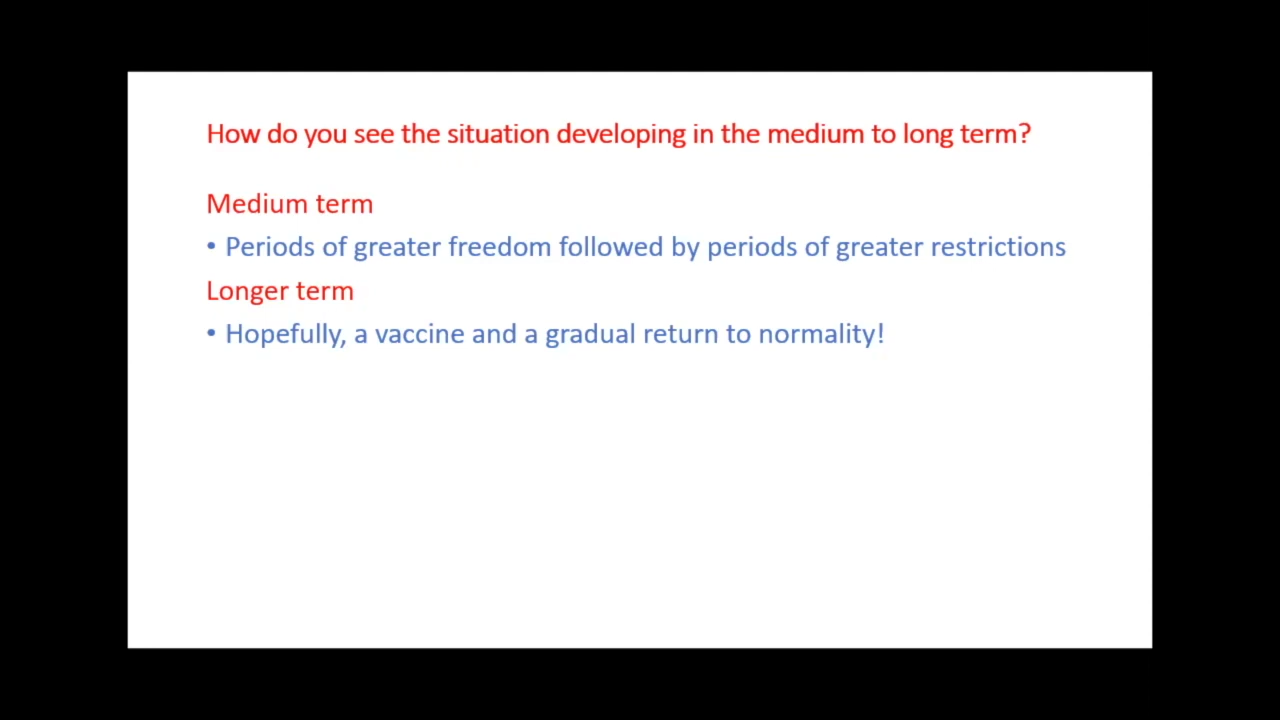 How do you see the situation developing in the medium to long term?
Medium term
• Periods of greater freedom followed by periods of greater restrictions
Longer term
• Hopefully, a vaccine and a gradual return to normality!